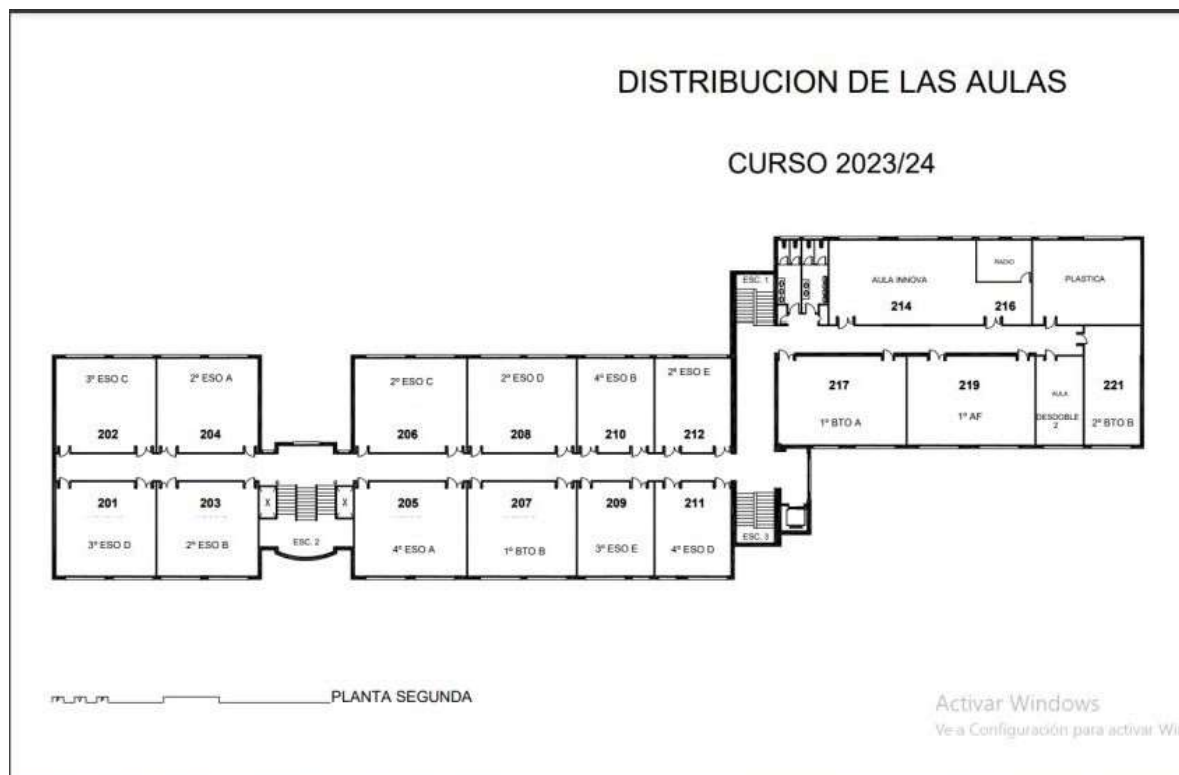 DISTRIBUCION DE LAS AULAS
CURSO 2023/24
ESC. 1
AULA INNOVA
RADIO
PLASTICA
214
216
217
219
AULA
DESDOBLE
2
221
1º BTO A
1º AF
2º BTO B
3º ESO C
2º ESO A
2º ESO C
2º ESO D
4º ESO B
2º ESO E
202
204
206
208
210
212
201
203
X
X
205
207
209
211
3º ESO D
2º ESO B
ESC. 2
4º ESO A
1º BTO B
3º ESO E
4º ESO D
ESC. 3
PLANTA SEGUNDA
Activar Windows
Ve a Configuración para activar Wi